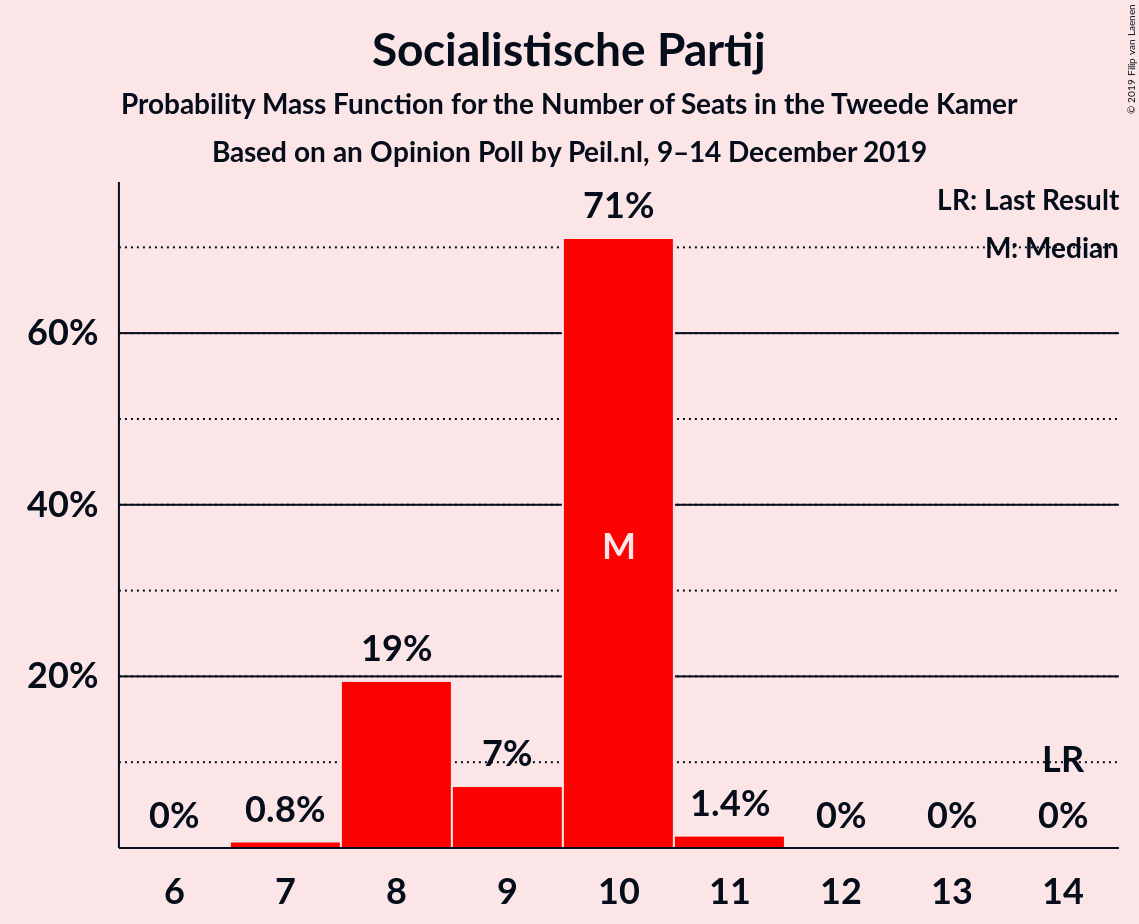 Socialistische Partij
Probability Mass Function for the Number of Seats in the Tweede Kamer
Based on an Opinion Poll by Peil.nl, 9–14 December 2019
© 2019 Filip van Laenen
LR: Last Result
M: Median
71%
60%
40%
M
19%
20%
7%
LR
0%
0.8%
1.4%
0%
0%
0%
6 7 8 9 10 11 12 13 14